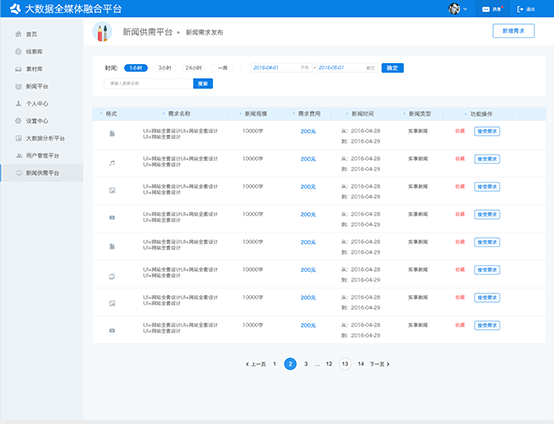 大数据全媒体融合平台
消息
退出
首页
线索库
素材库
新闻平台
个人中心
设置中心
大数据分析平台
用户管理平台
新闻供需平台
新闻供需平台 » 新闻需求发布
新增需求
时间: 1小时 3小时 24小时 一周 2016-04-01 开始 - 2016-05-01 截至 确定
搜索
格式 需求名称 新闻规模 需求费用 新闻时间 新闻类型 功能操作
UI+网站全套设计UI+网站全套设计 10000字 200元 从: 2016-04-28 实事新闻 收藏 接受需求
UI+网站全套设计 到: 2016-04-29
UI+网站全套设计UI+网站全套设计 10000字 200元 从: 2016-04-28 实事新闻 收藏 接受需求
UI+网站全套设计 到: 2016-04-29
UI+网站全套设计UI+网站全套设计 10000字 200元 从: 2016-04-28 实事新闻 收藏 接受需求
UI+网站全套设计 到: 2016-04-29
UI+网站全套设计UI+网站全套设计 10000字 200元 从: 2016-04-28 实事新闻 收藏 接受需求
UI+网站全套设计 到: 2016-04-29
UI+网站全套设计UI+网站全套设计 10000字 200元 从: 2016-04-28 实事新闻 收藏 接受需求
UI+网站全套设计 到: 2016-04-29
UI+网站全套设计UI+网站全套设计 10000字 200元 从: 2016-04-28 实事新闻 收藏 接受需求
UI+网站全套设计 到: 2016-04-29
UI+网站全套设计UI+网站全套设计 10000字 200元 从: 2016-04-28 实事新闻 收藏 接受需求
UI+网站全套设计 到: 2016-04-29
UI+网站全套设计UI+网站全套设计 10000字 200元 从: 2016-04-28 实事新闻 收藏 接受需求
UI+网站全套设计 到: 2016-04-29
上一页 1 2 3 ... 12 13 14 下一页